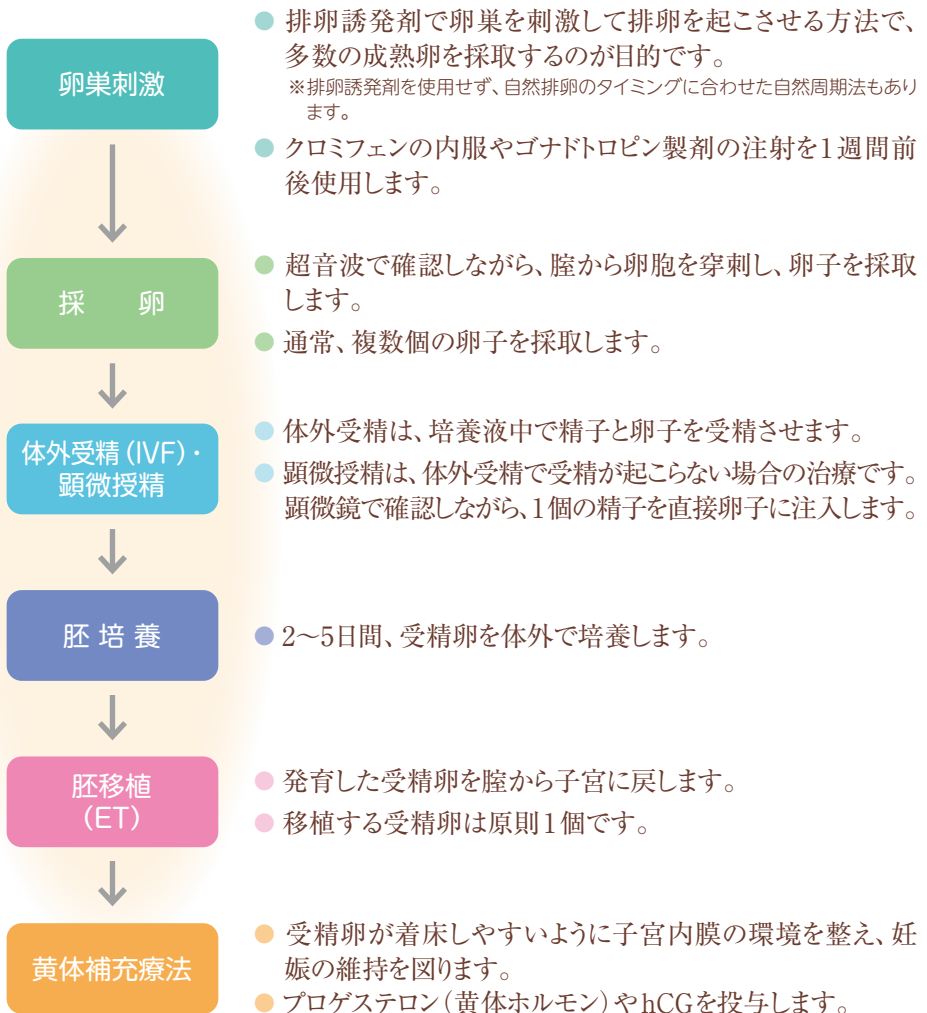 卵巣刺激
● 排卵誘発剤で卵巣を刺激して排卵を起こさせる方法で、
多数の成熟卵を採取するのが目的です。
※排卵誘発剤を使用せず、自然排卵のタイミングに合わせた自然周期法もあり
ます。
● クロミフェンの内服やゴナドトロピン製剤の注射を1週間前
後使用します。
採　卵
● 超音波で確認しながら、腟から卵胞を穿刺し、卵子を採取
します。
● 通常、複数個の卵子を採取します。
体外受精(IVF)・
顕微授精
● 体外受精は、培養液中で精子と卵子を受精させます。
● 顕微授精は、体外受精で受精が起こらない場合の治療です。
顕微鏡で確認しながら、1個の精子を直接卵子に注入します。
胚培養
● 2〜5日間、受精卵を体外で培養します。
胚移植
(ET)
● 発育した受精卵を腟から子宮に戻します。
● 移植する受精卵は原則1個です。
黄体補充療法
● 受精卵が着床しやすいように子宮内膜の環境を整え、妊
娠の維持を図ります。
● プロゲステロン(黄体ホルモン)やhCGを投与します。